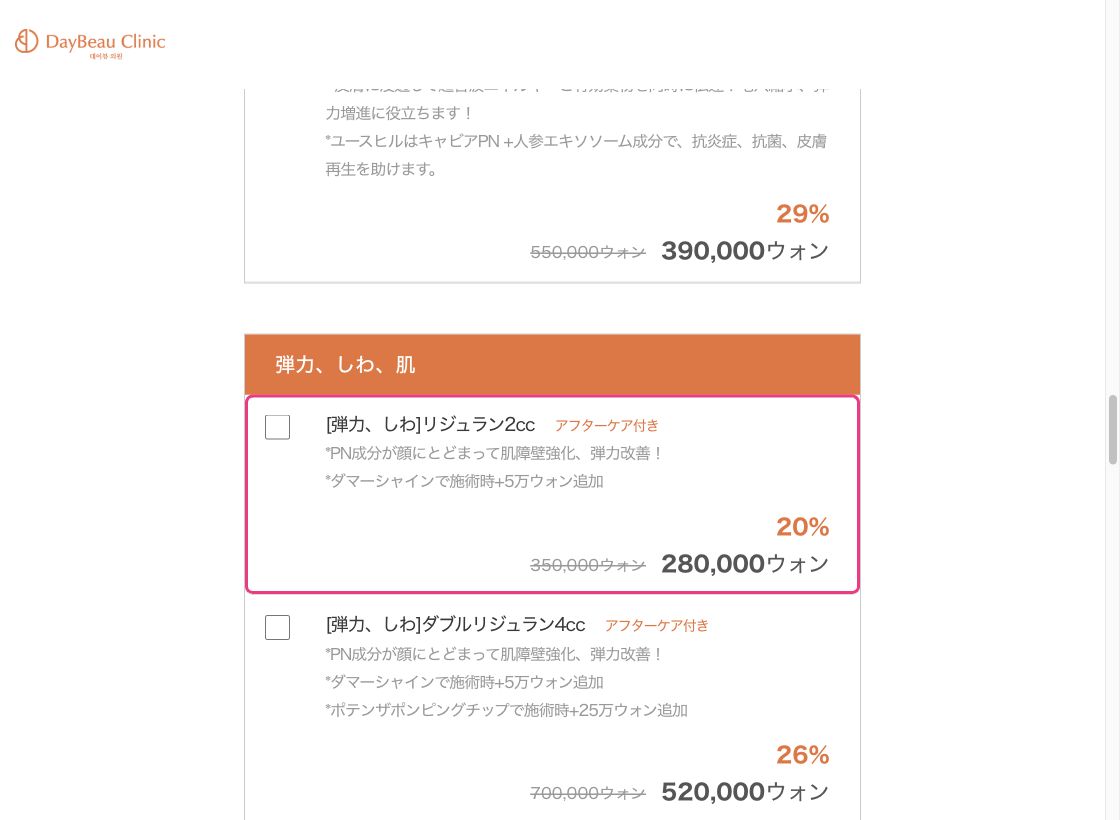 DayBeau Clinic
데이뷰 의원
力増進に役立ちます！
*ユースヒルはキャビアPN +人参エキソソーム成分で、抗炎症、抗菌、皮膚
再生を助けます。
29%
550,000ウォン 390,000ウォン
弾力、しわ、肌
[弾力、しわ]リジュラン2cc アフターケア付き
*PN成分が顔にとどまって肌障壁強化、弾力改善！
*ダマーシャインで施術時+5万ウォン追加
20%
350,000ウォン 280,000ウォン
[弾力、しわ]ダブルリジュラン4cc アフターケア付き
*PN成分が顔にとどまって肌障壁強化、弾力改善！
*ダマーシャインで施術時+5万ウォン追加
*ポテンザポンピングチップで施術時+25万ウォン追加
26%
700,000ウォン 520,000ウォン